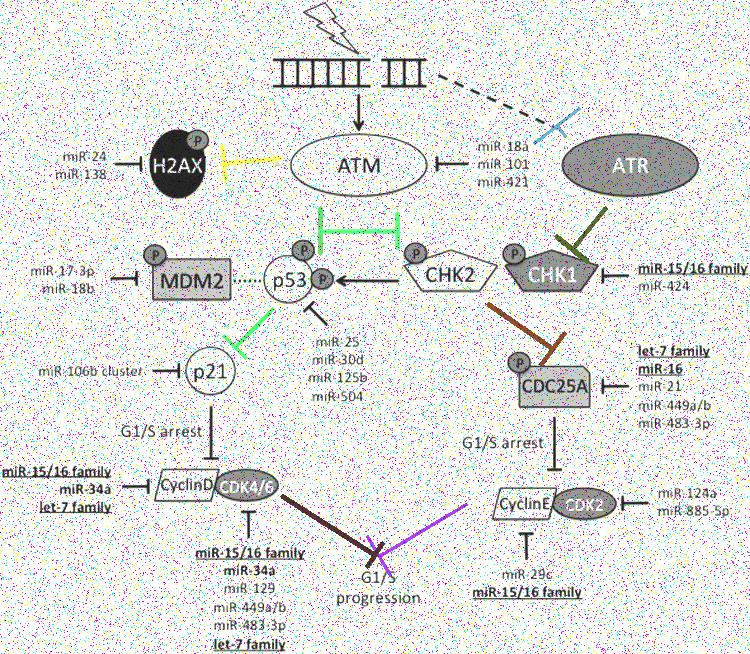 miR-24
miR-138
P
H2AX
ATM
miR-18a
miR-101
miR-421
ATR
miR-17-3p
miR-18b
P
MDM2
P
p53
P
P
CHK2
P
CHK1
miR-15/16 family
miR-424
miR-25
miR-30d
miR-125b
miR-504
miR-106b cluster
p21
P
CDC25A
let-7 family
miR-16
miR-21
miR-449a/b
miR-483-3p
G1/S arrest
G1/S arrest
miR-15/16 family
miR-34a
let-7 family
CyclinD
CDK4/6
CyclinE
CDK2
miR-124a
miR-885-5p
miR-15/16 family
miR-34a
miR-129
miR-449a/b
miR-483-3p
let-7 family
G1/S
progression
miR-29c
miR-15/16 family